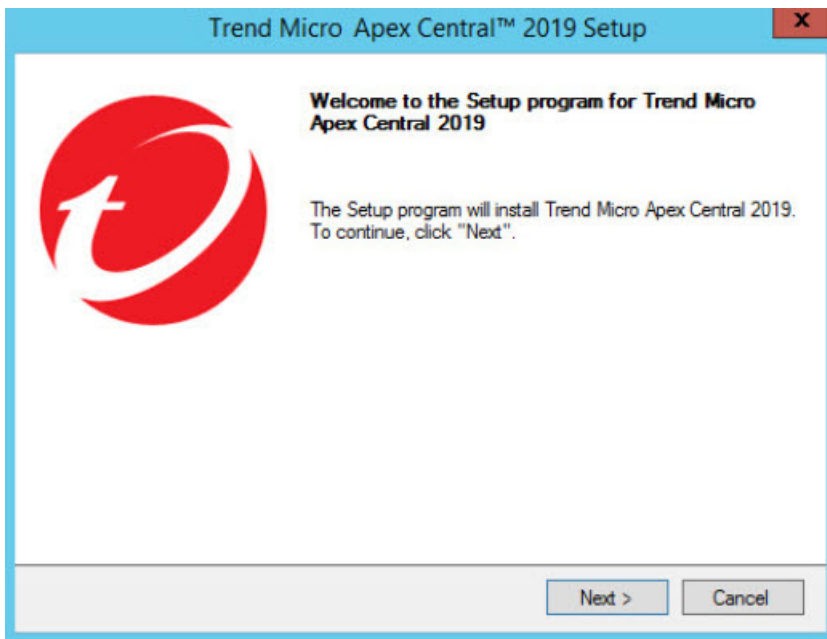 Trend Micro Apex Central™ 2019 Setup
x
Welcome to the Setup program for Trend Micro
Apex Central 2019
The Setup program will install Trend Micro Apex Central 2019.
To continue, click "Next".
Next >
Cancel